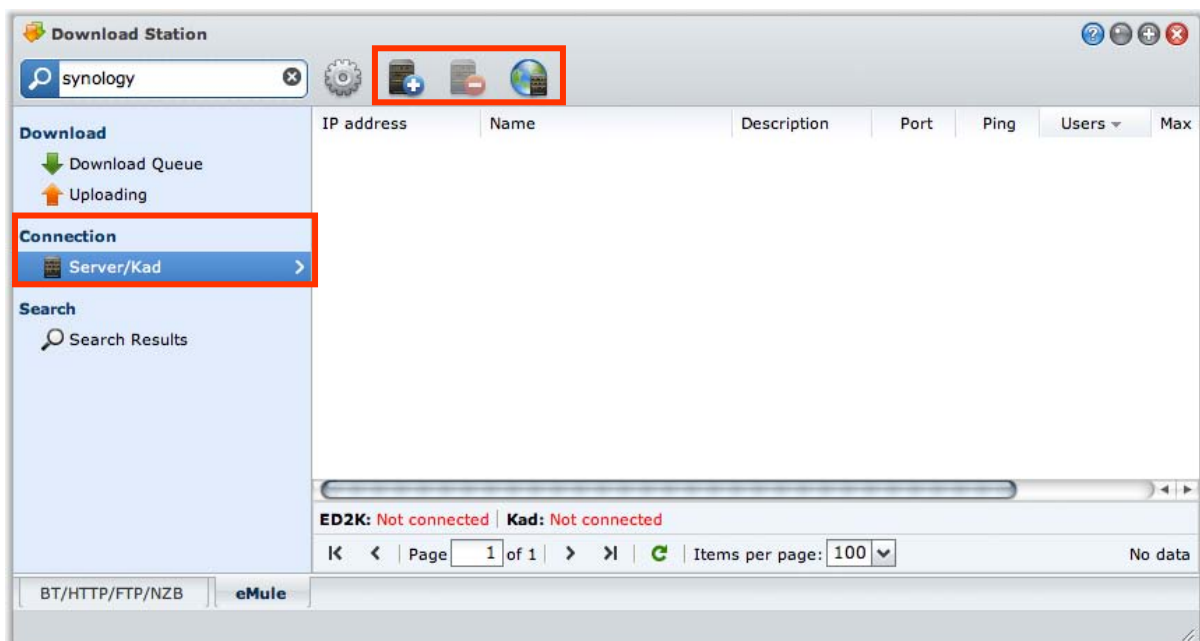 Download Station
synology
Download
Download Queue
Uploading
Connection
Server/Kad
Search
Search Results
IP address Name Description Port Ping Users Max
ED2K: Not connected Kad: Not connected
Page 1 of 1 Items per page: 100 No data
BT/HTTP/FTP/NZB eMule